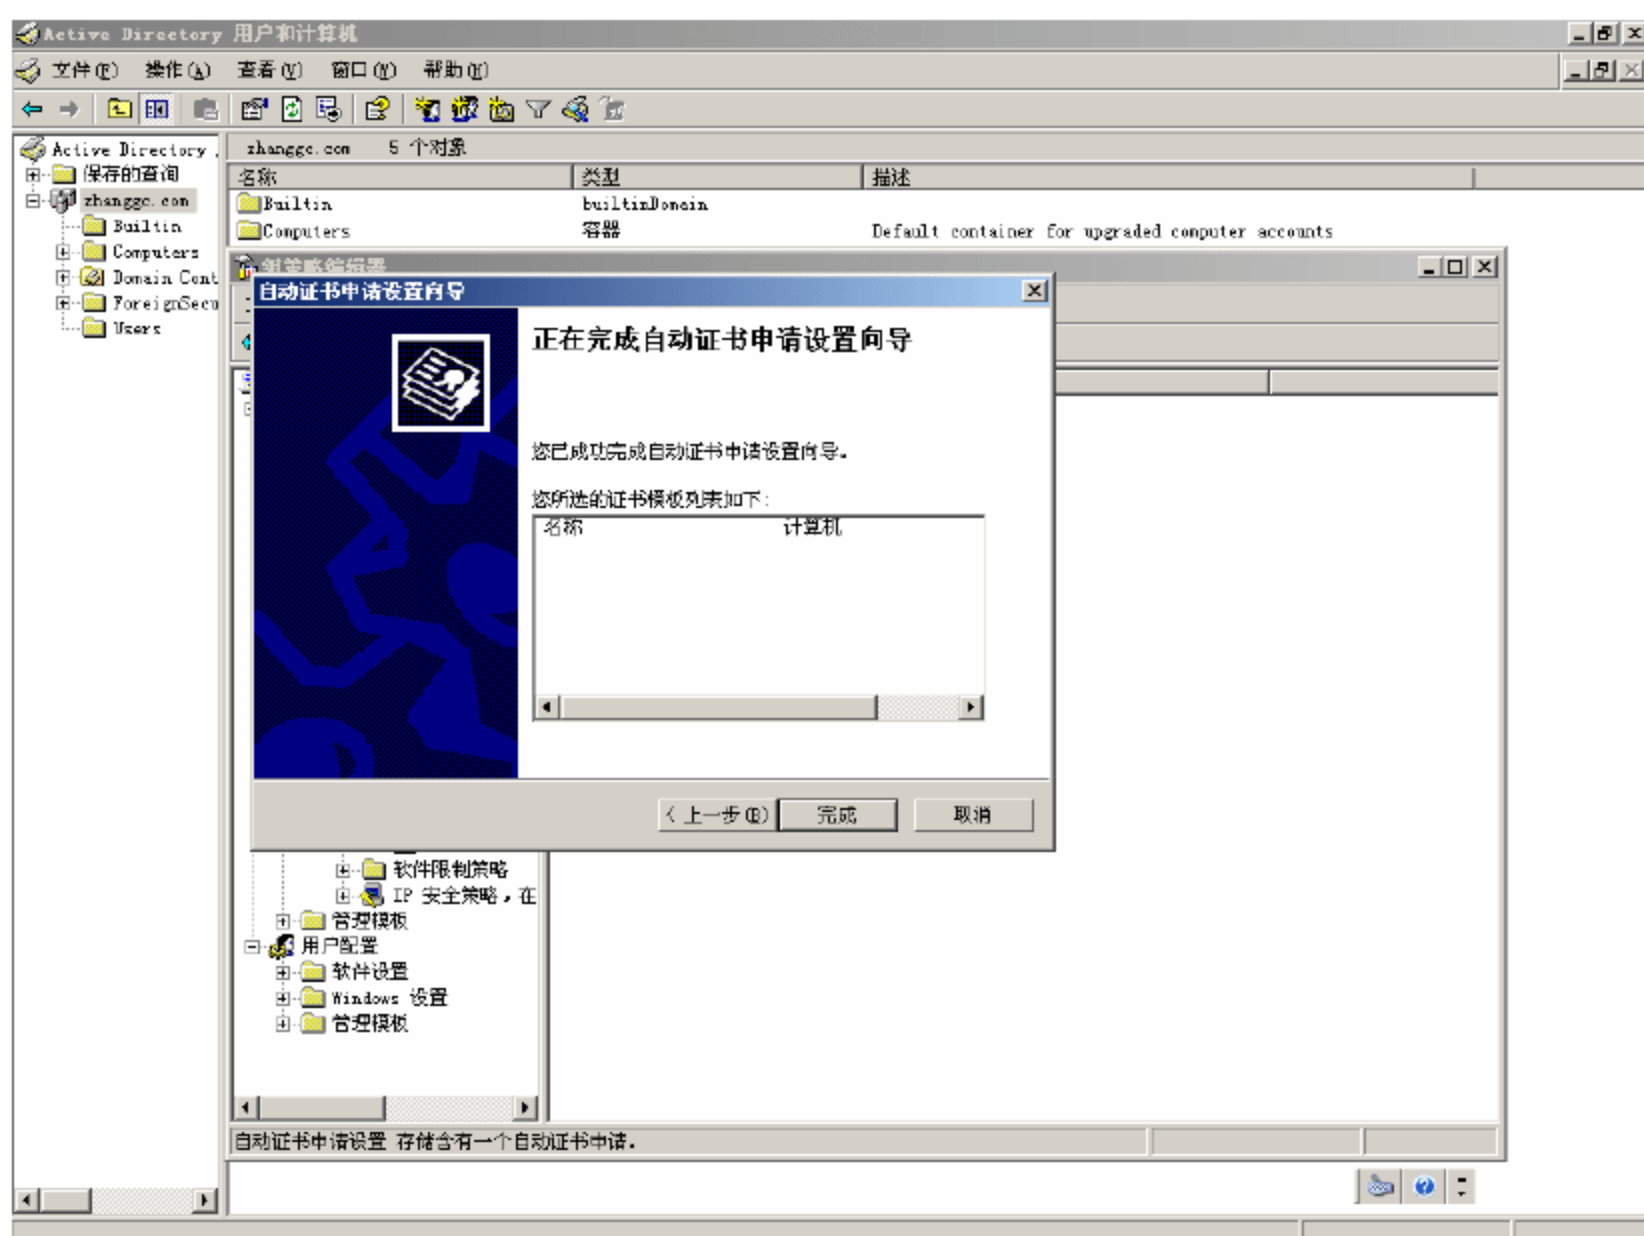 Active Directory 用户和计算机
文件(F) 操作(A) 查看(V) 窗口(W) 帮助(H)
Active Directory
保存的查询
zhanggc.com
Builtin
Computers
Domain Cont
ForeignSecu
Users
zhanggc.com 5 个对象
名称 类型 描述
Builtin builtinDomain
Computers 容器 Default container for upgraded computer accounts
组策略编辑器
自动证书申请设置向导
正在完成自动证书申请设置向导
您已成功完成自动证书申请设置向导。
您所选的证书模板列表如下:
名称 计算机
< 上一步(B) 完成 取消
软件限制策略
IP 安全策略，在
管理模板
用户配置
软件设置
Windows 设置
管理模板
自动证书申请设置 存储含有一个自动证书申请。